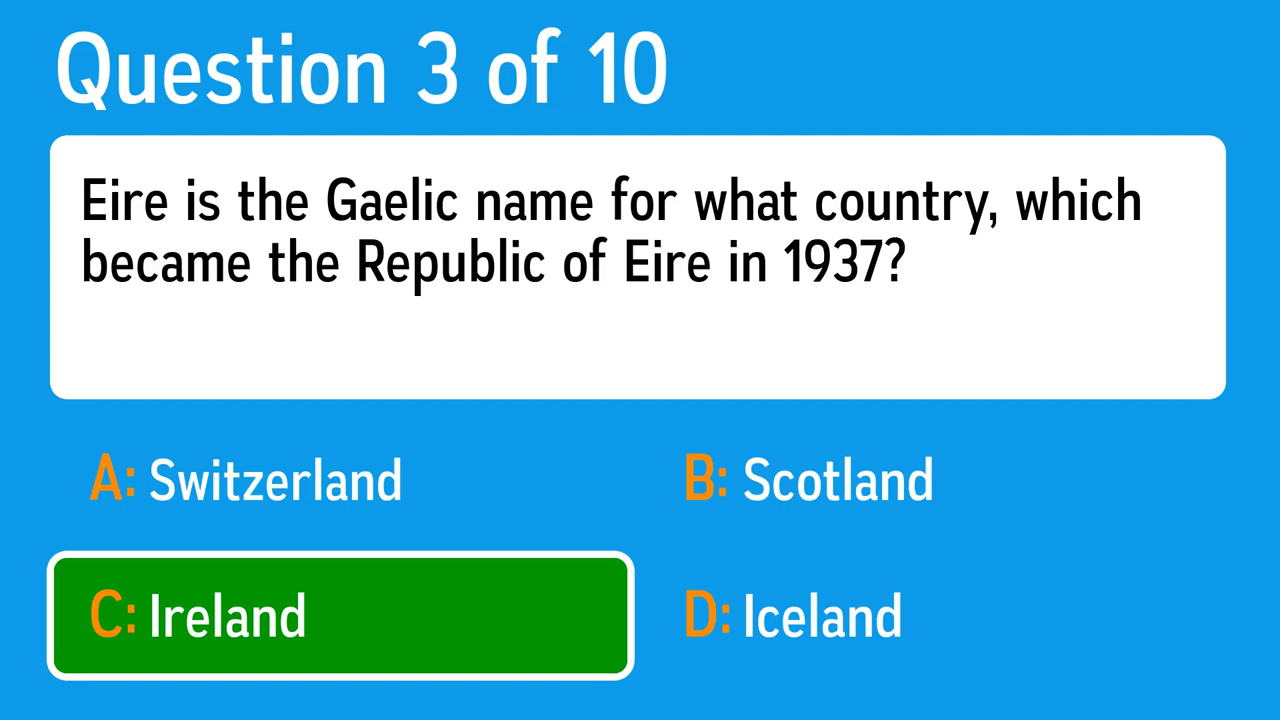 Question 3 of 10
Eire is the Gaelic name for what country, which
became the Republic of Eire in 1937?
A: Switzerland
B: Scotland
C: Ireland
D: Iceland